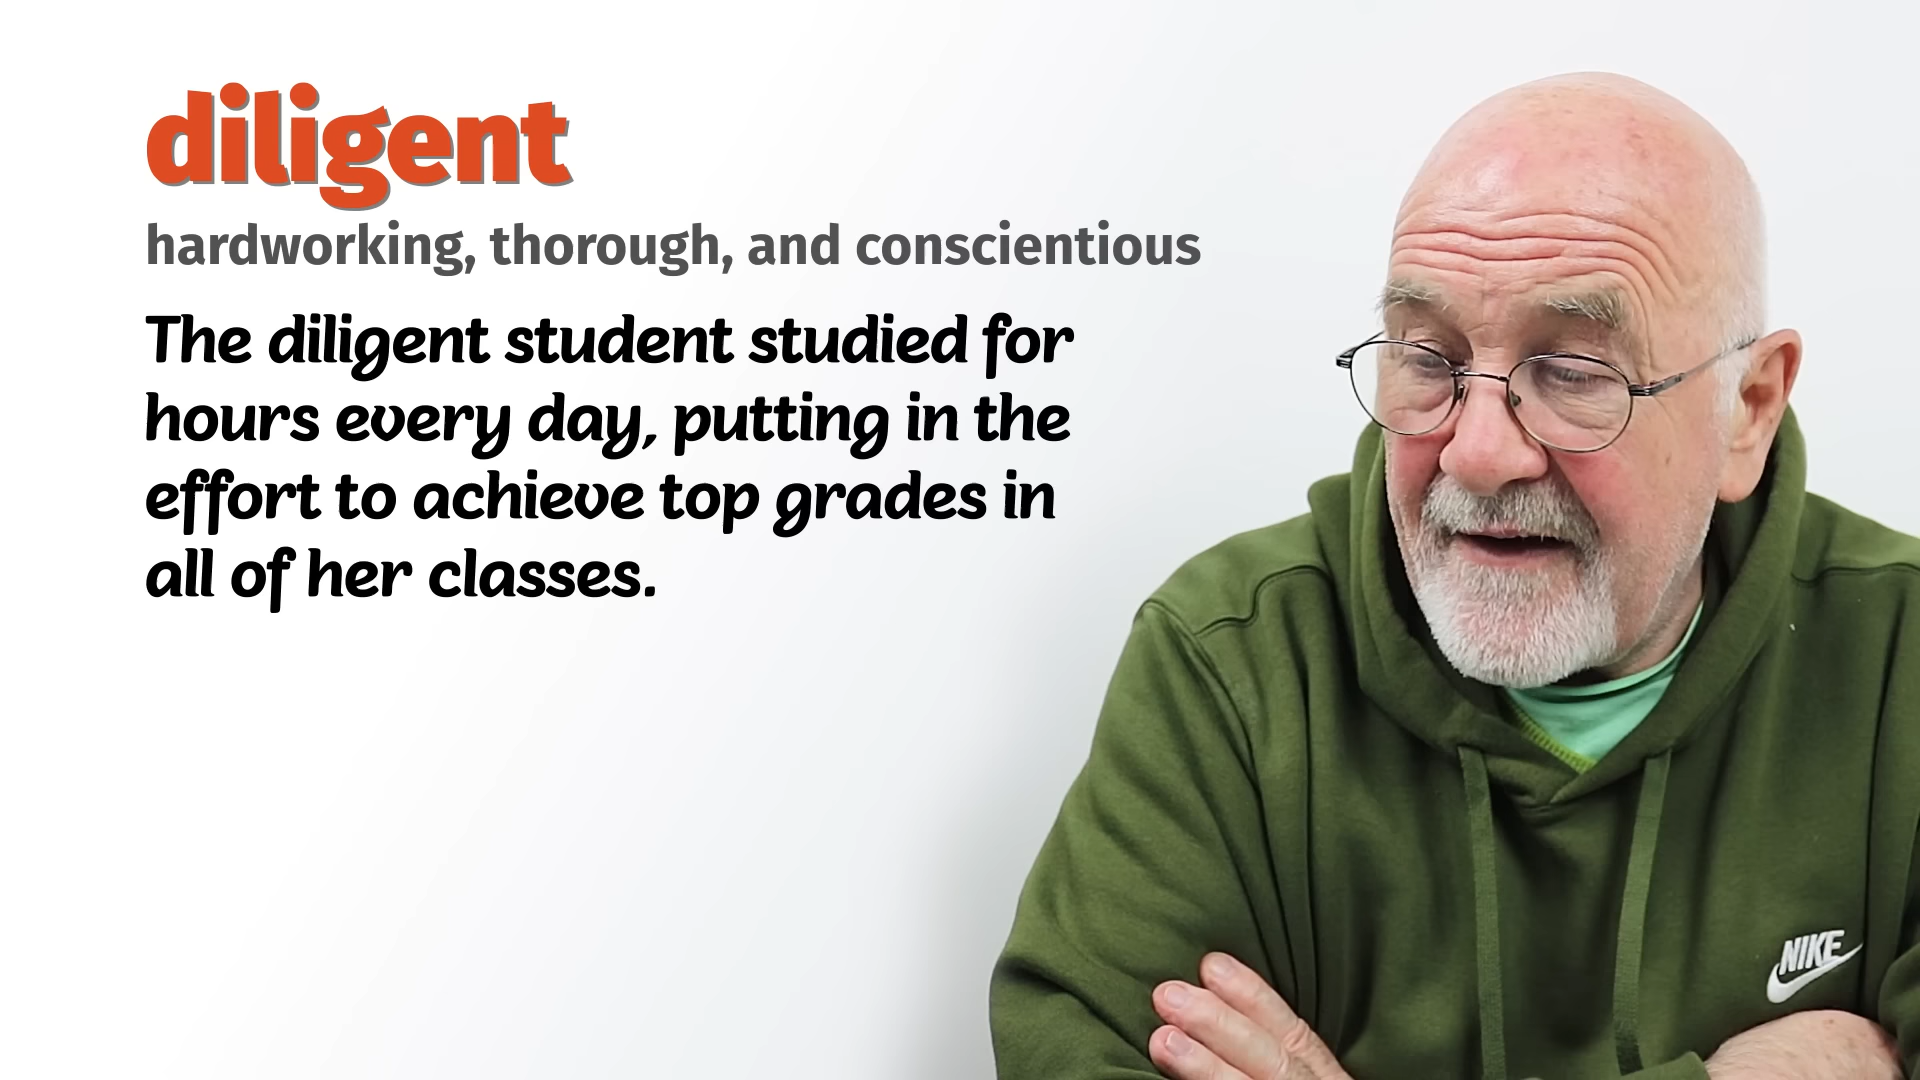 diligent
hardworking, thorough, and conscientious
The diligent student studied for
hours every day, putting in the
effort to achieve top grades in
all of her classes.
NIKE